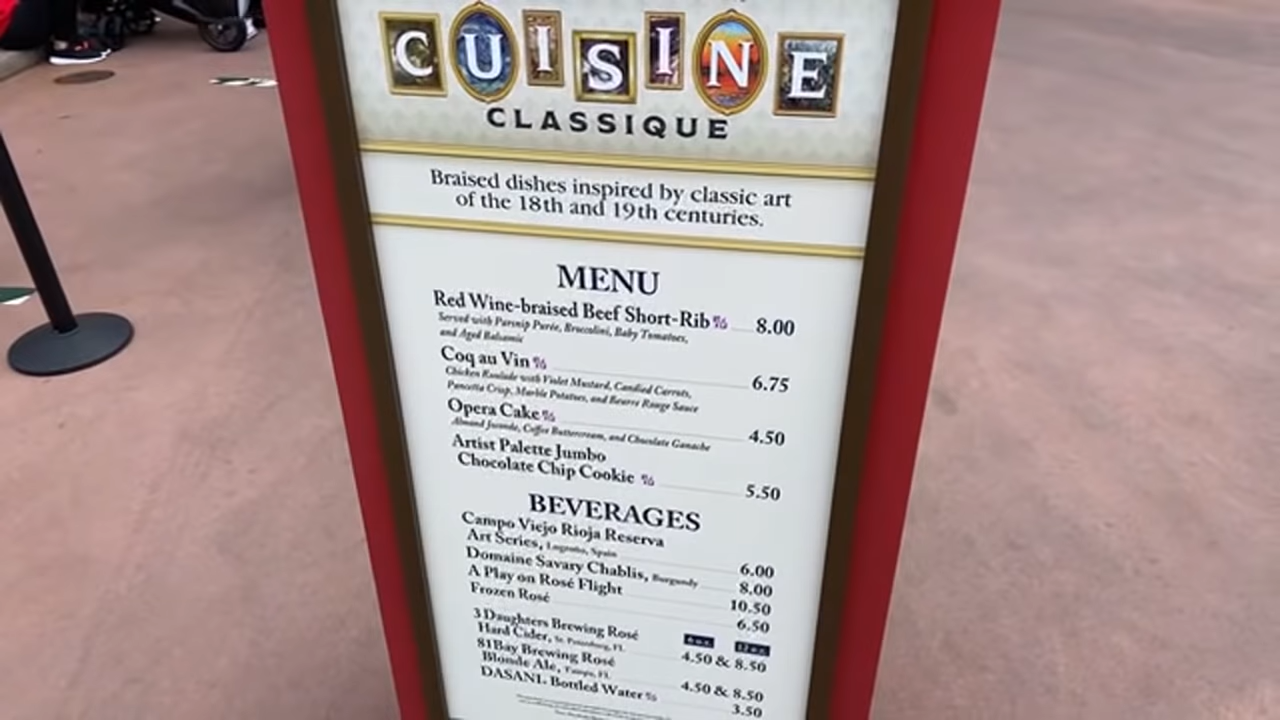 CUISINE
CLASSIQUE
Braised dishes inspired by classic art
of the 18th and 19th centuries.
MENU
Red Wine-braised Beef Short-Rib 8.00
Served with Parsnip Purée, Broccolini, Baby Tomatoes,
and Aged Balsamic
Coq au Vin 6.75
Chicken Roulade with Violet Mustard, Candied Carrots,
Pancetta Crisp, Marble Potatoes, and Beurre Rouge Sauce
Opera Cake 4.50
Almond Joconde, Coffee Buttercream, and Chocolate Ganache
Artist Palette Jumbo
Chocolate Chip Cookie 5.50
BEVERAGES
Campo Viejo Rioja Reserva
Art Series, Logroño, Spain 6.00
Domaine Savary Chablis, Burgundy 8.00
A Play on Rosé Flight 10.50
Frozen Rosé 6.50
3 Daughters Brewing Rosé 6 oz. 12 oz.
Hard Cider, St. Petersburg, FL 4.50 & 8.50
81Bay Brewing Rosé
Blonde Ale, Tampa, FL 4.50 & 8.50
DASANI® Bottled Water 3.50